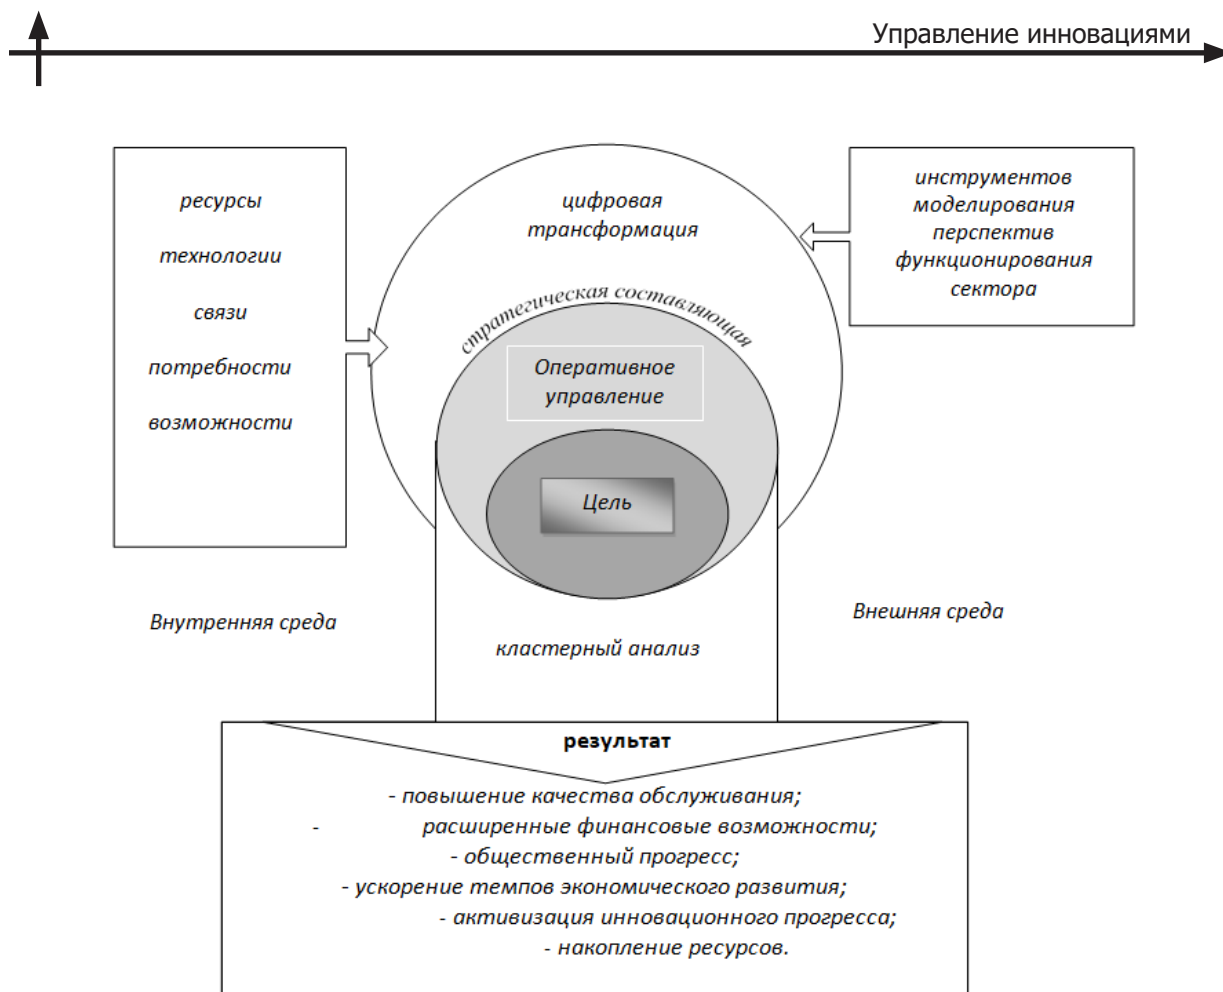 Управление инновациями
ресурсы
технологии
связи
потребности
возможности
цифровая
трансформация
инструментов
моделирования
перспектив
функционирования
сектора
стратегическая составляющая
Оперативное
управление
Цель
Внутренняя среда
Внешняя среда
кластерный анализ
результат
- повышение качества обслуживания;
- расширенные финансовые возможности;
- общественный прогресс;
- ускорение темпов экономического развития;
- активизация инновационного прогресса;
- накопление ресурсов.